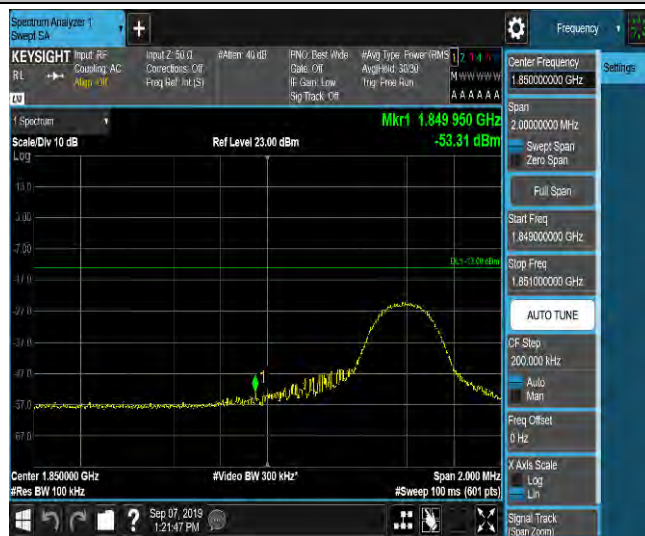 Spectrum Analyzer 1
Swept SA
Frequency
KEYSIGHT
Input: RF
Coupling: AC
Align: Off
Input Z: 50 Ω
Corrections: Off
Freq Ref: Int (S)
#Atten: 40 dB
PNO: Best Wide
Gate: Off
IF Gain: Low
Sig Track: Off
#Avg Type: Power (RMS
Avg|Hold: 30/30
Trig: Free Run
1 2 3 4 5 6
M W W W W W
A A A A A A
RL
1 Spectrum
Mkr1 1.849 950 GHz
Scale/Div 10 dB
Ref Level 23.00 dBm
-53.31 dBm
Log
13.0
3.00
-7.00
DL1 -13.00 dBm
-17.0
-27.0
-37.0
-47.0
1
-57.0
-67.0
Center 1.850000 GHz
#Video BW 300 kHz*
Span 2.000 MHz
#Res BW 100 kHz
#Sweep 100 ms (601 pts)
Sep 07, 2019
1:21:47 PM
Settings
Center Frequency
1.850000000 GHz
Span
2.00000000 MHz
Swept Span
Zero Span
Full Span
Start Freq
1.849000000 GHz
Stop Freq
1.851000000 GHz
AUTO TUNE
CF Step
200.000 kHz
Auto
Man
Freq Offset
0 Hz
X Axis Scale
Log
Lin
Signal Track
(Span Zoom)